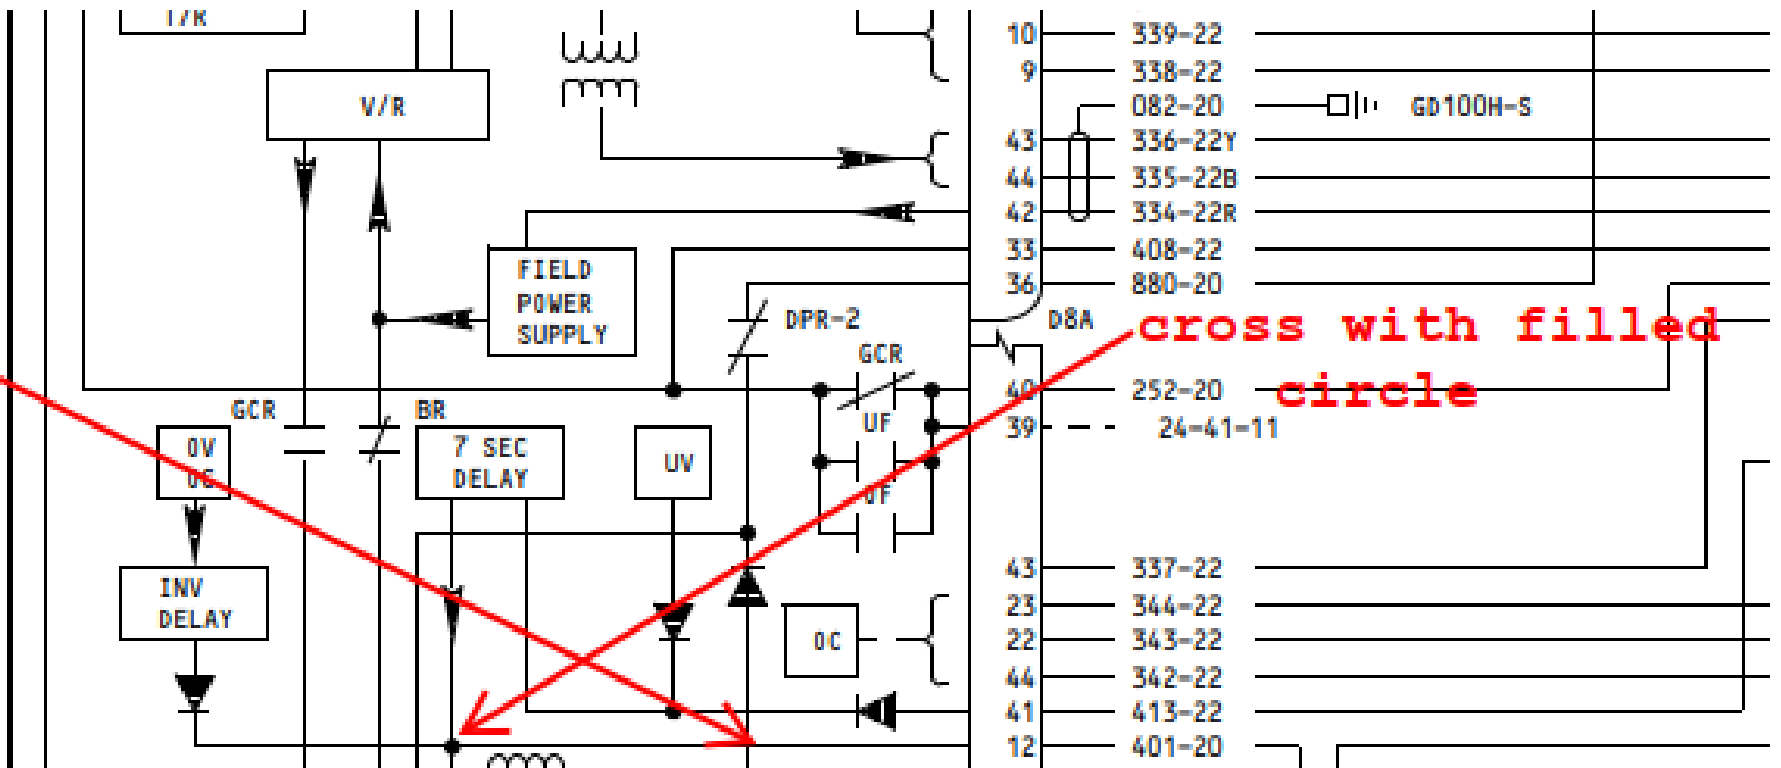 T/R
10 339-22
9 338-22
V/R
082-20 GD100H-S
43 336-22Y
44 335-22B
42 334-22R
33 408-22
36 880-20
FIELD
POWER
SUPPLY
DPR-2
D8A
cross with filled
circle
GCR
40 252-20
GCR
BR
UF
39 24-41-11
OV
7 SEC
DELAY
UV
43 337-22
INV
DELAY
23 344-22
OC
22 343-22
44 342-22
41 413-22
12 401-20